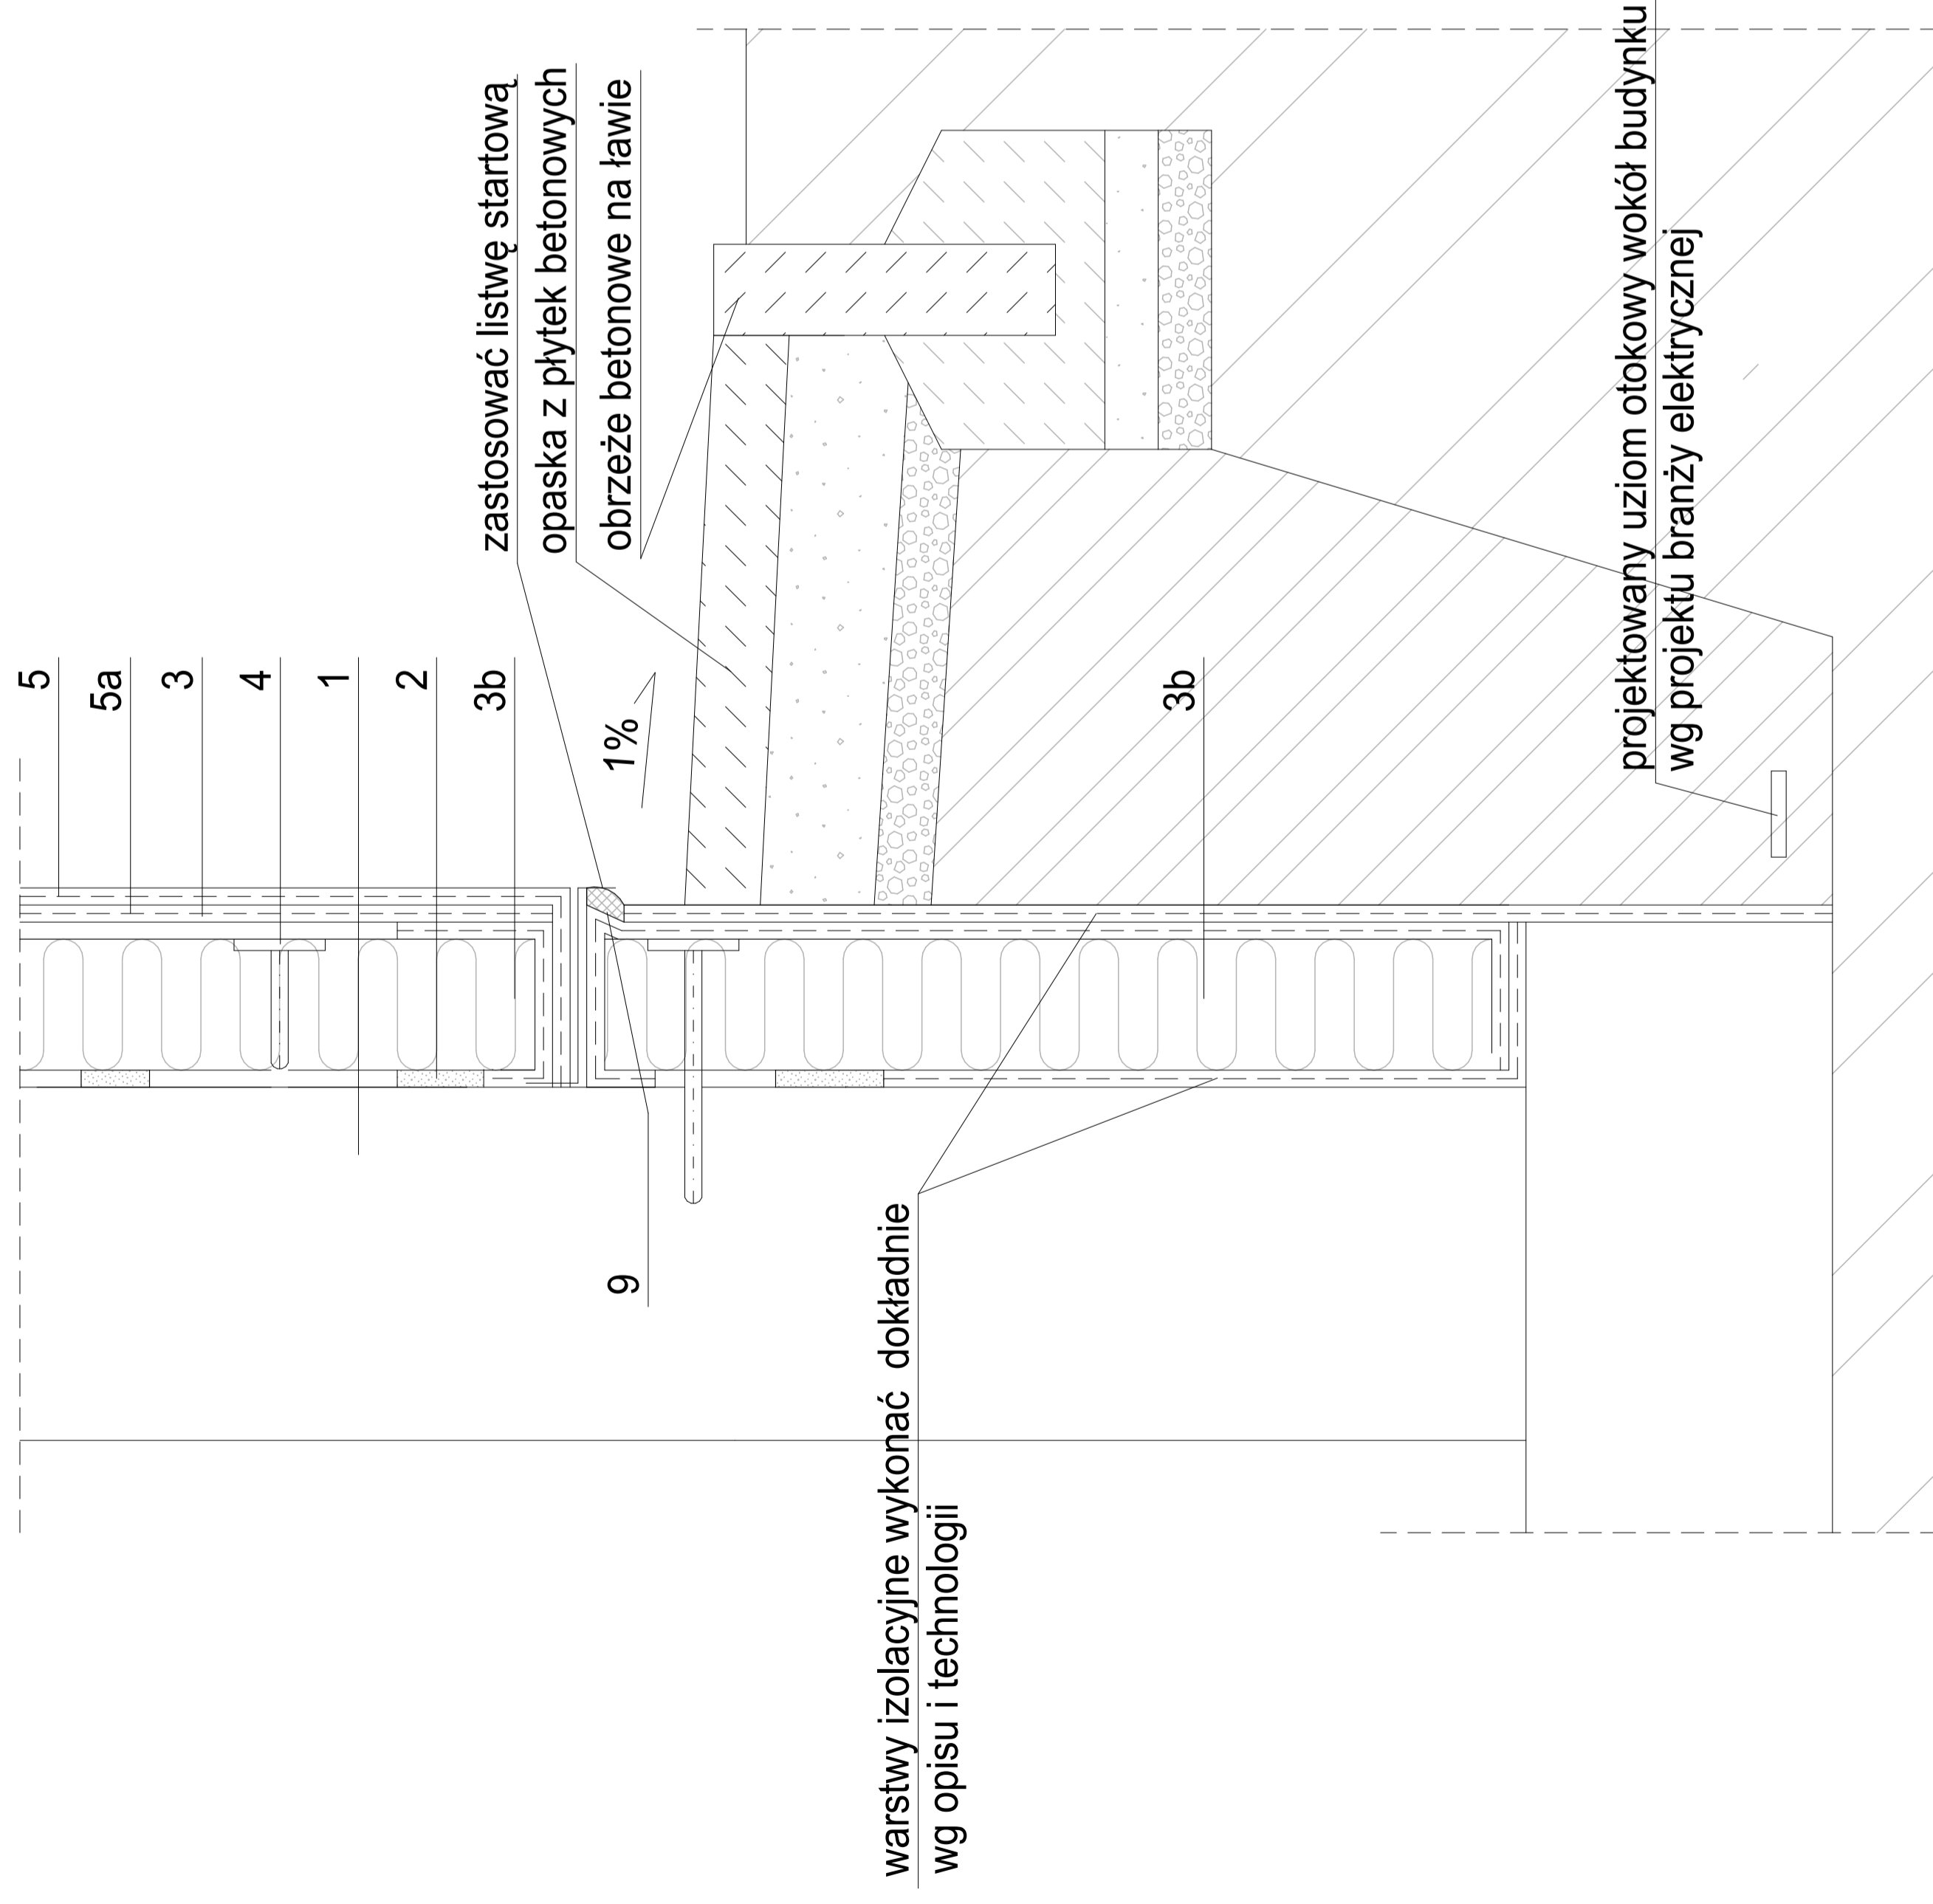 5
5a
3
4
1
2
3b
zastosować listwę startową
opaska z płytek betonowych
obrzeże betonowe na ławie
1%
3b
projektowany uziom otokowy wokół budynku
wg projektu branży elektrycznej
9
warstwy izolacyjne wykonać dokładnie
wg opisu i technologii